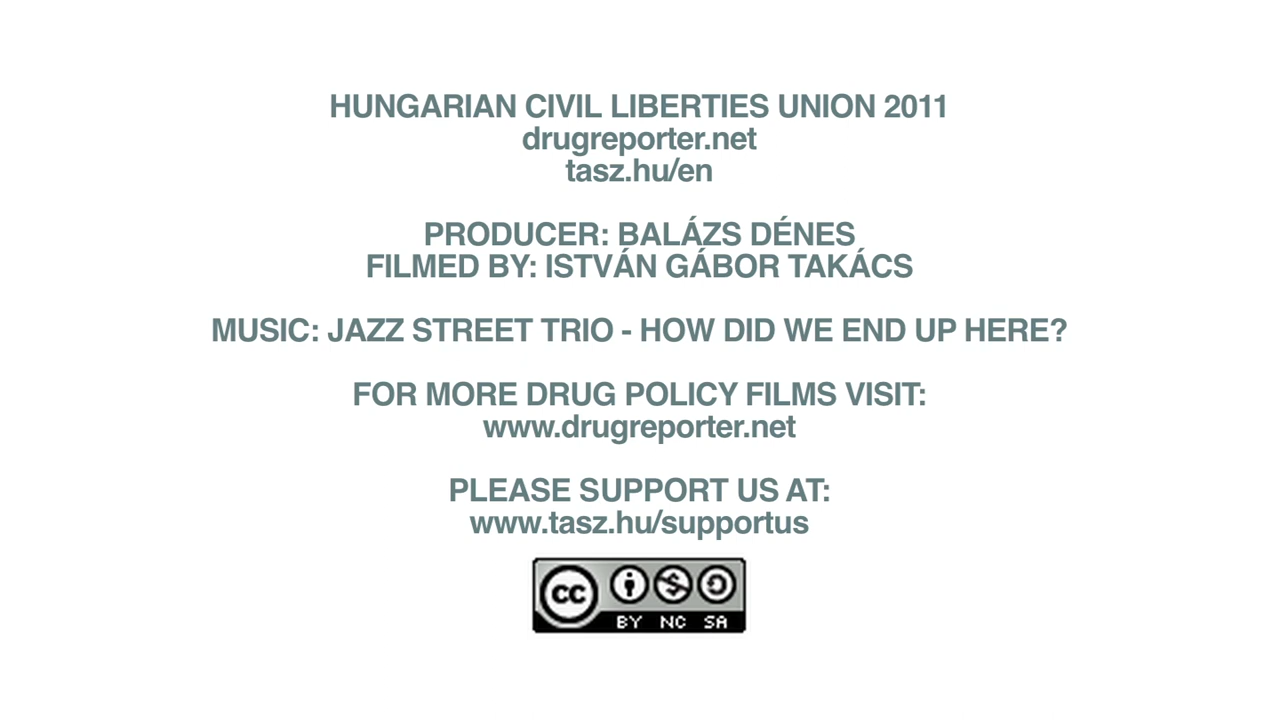 HUNGARIAN CIVIL LIBERTIES UNION 2011
drugreporter.net
tasz.hu/en
PRODUCER: BALÁZS DÉNES
FILMED BY: ISTVÁN GÁBOR TAKÁCS
MUSIC: JAZZ STREET TRIO - HOW DID WE END UP HERE?
FOR MORE DRUG POLICY FILMS VISIT:
www.drugreporter.net
PLEASE SUPPORT US AT:
www.tasz.hu/supportus
CC
BY NC SA